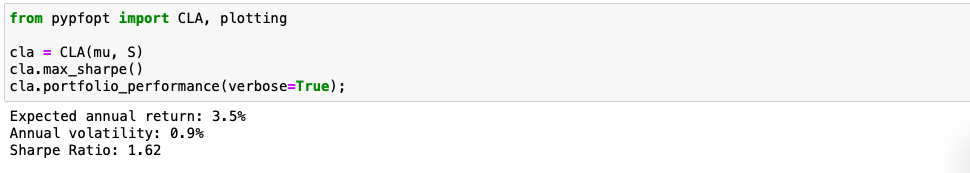 from pypfopt import CLA, plotting
cla = CLA(mu, S)
cla.max_sharpe()
cla.portfolio_performance(verbose=True);
Expected annual return: 3.5%
Annual volatility: 0.9%
Sharpe Ratio: 1.62